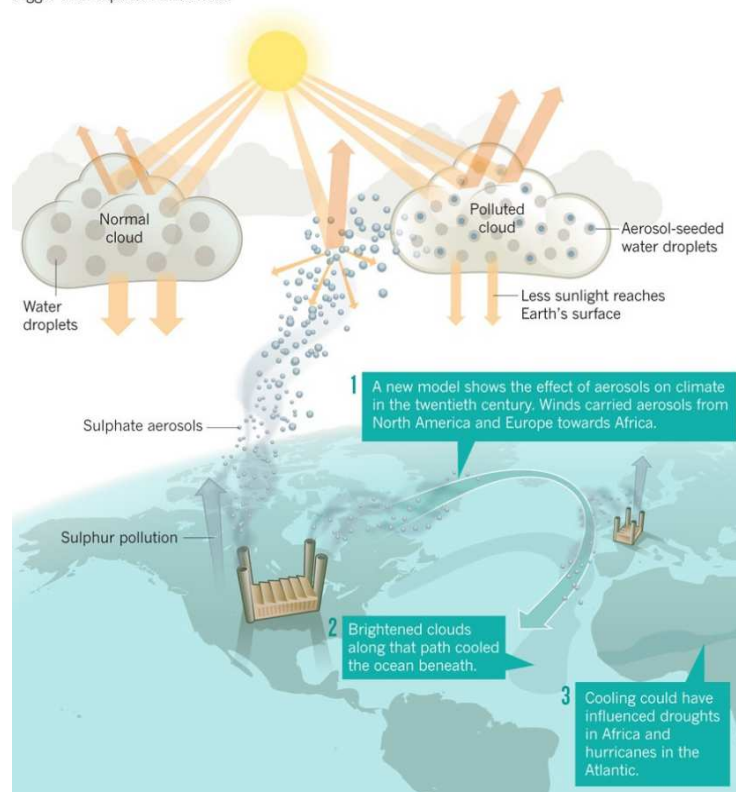 Normal
cloud
Polluted
cloud
Aerosol-seeded
water droplets
Water
droplets
Less sunlight reaches
Earth's surface
1 A new model shows the effect of aerosols on climate
in the twentieth century. Winds carried aerosols from
North America and Europe towards Africa.
Sulphate aerosols
Sulphur pollution
2 Brightened clouds
along that path cooled
the ocean beneath.
3 Cooling could have
influenced droughts
in Africa and
hurricanes in the
Atlantic.